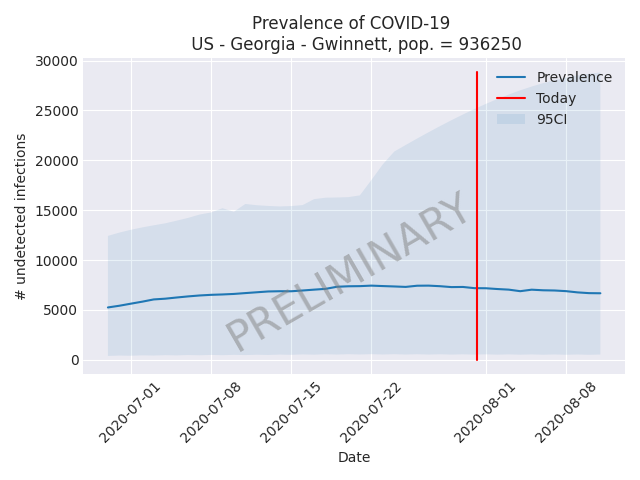 Prevalence of COVID-19
US - Georgia - Gwinnett, pop. = 936250
30000
25000
20000
15000
10000
5000
0
# undetected infections
Prevalence
Today
95CI
PRELIMINARY
2020-07-01
2020-07-08
2020-07-15
2020-07-22
2020-08-01
2020-08-08
Date